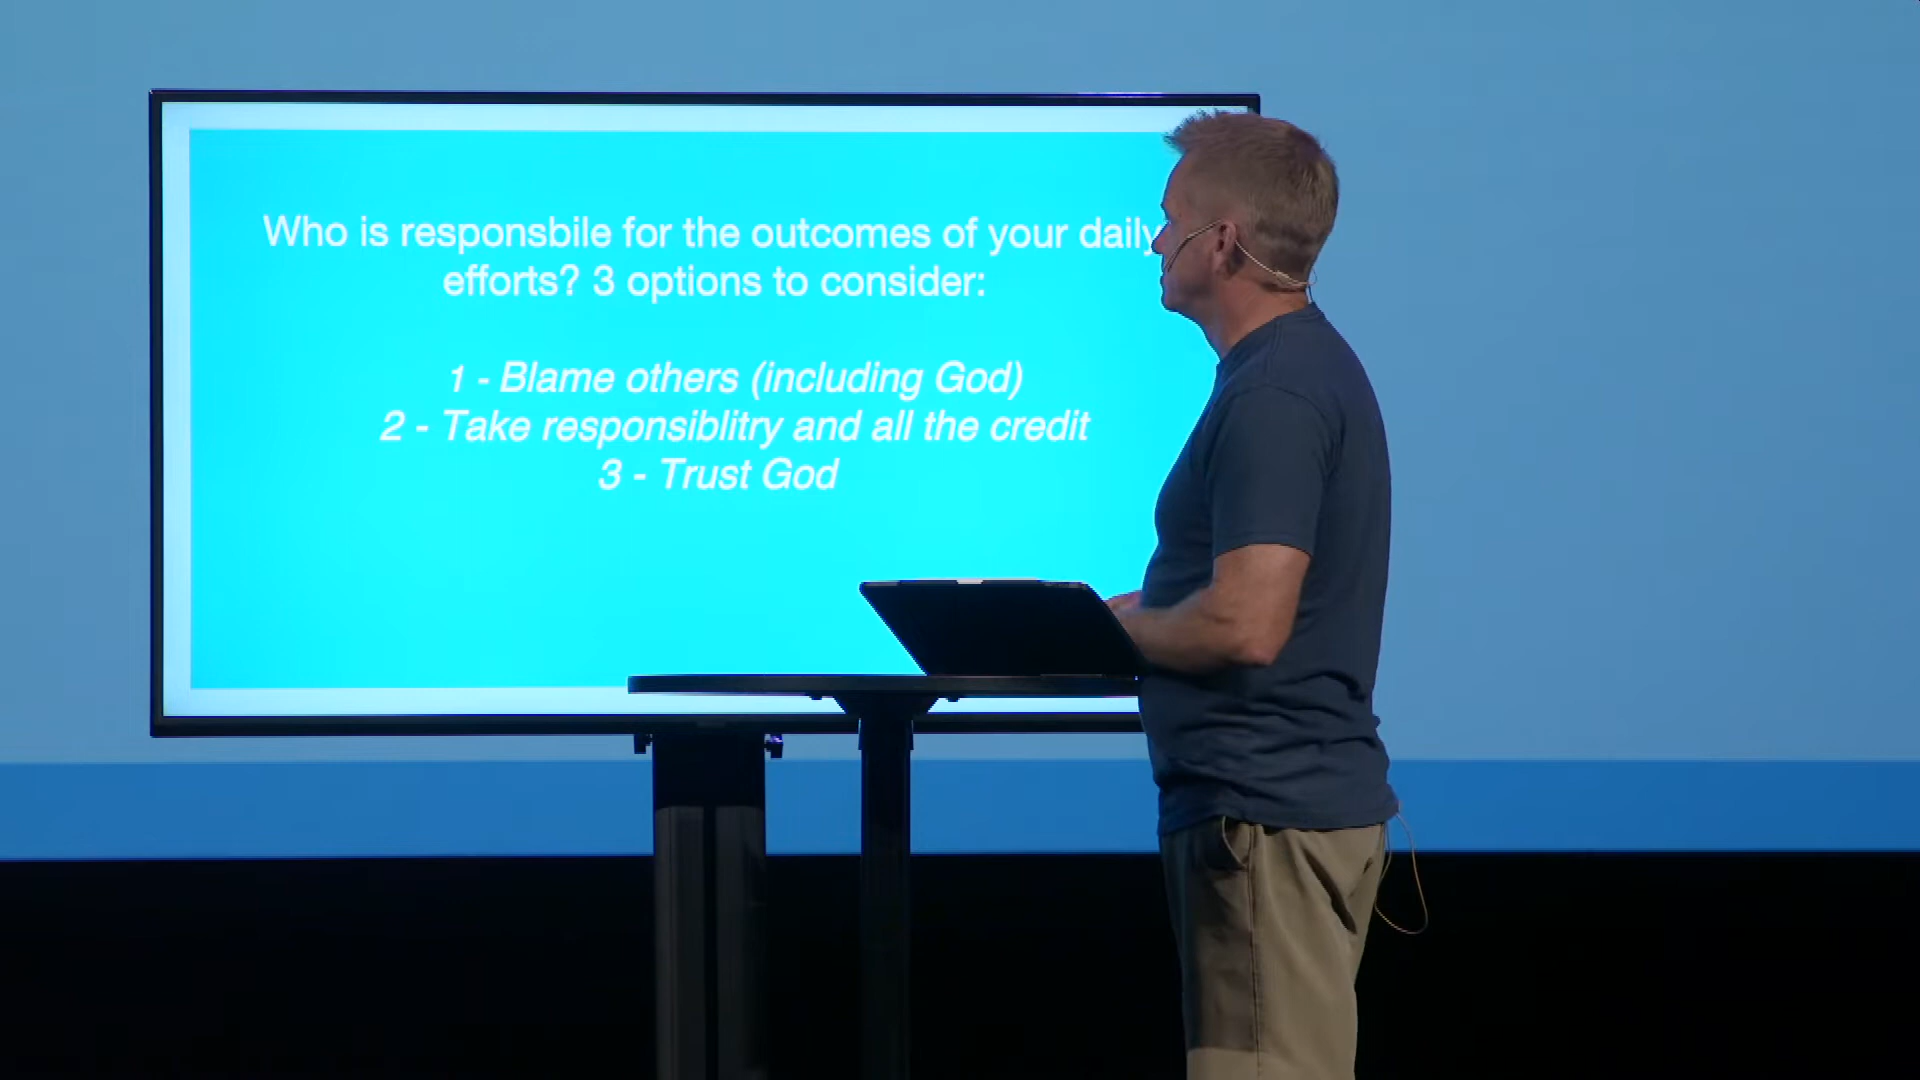 Who is responsbile for the outcomes of your daily
efforts? 3 options to consider:
1 - Blame others (including God)
2 - Take responsiblitry and all the credit
3 - Trust God